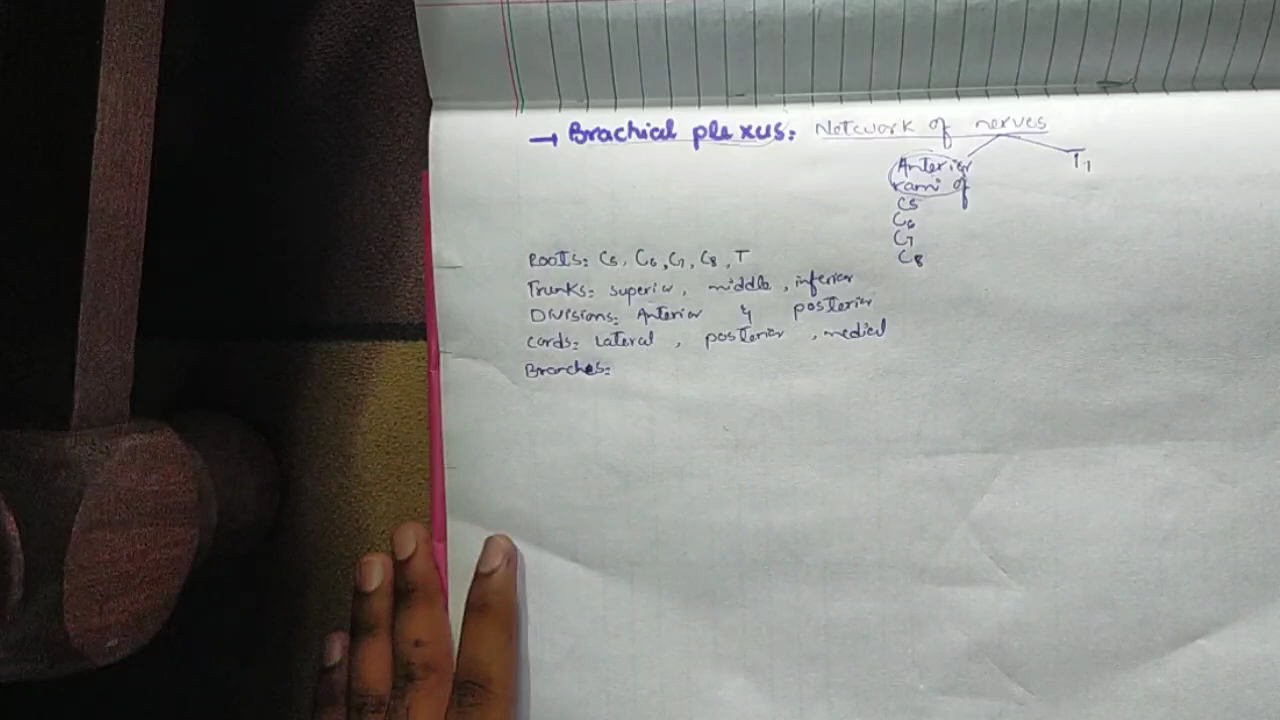 → Brachial plexus: Network of nerves
Anterior T1
rami of
C5
C6
C7
C8
Roots: C5, C6, C7, C8, T
Trunks: superior, middle, inferior
Divisions: Anterior & posterior
cords: Lateral, posterior, medial
Branches: